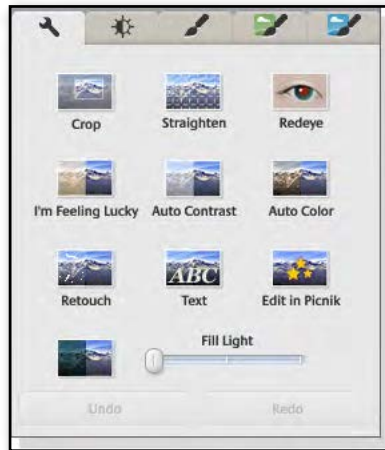 Crop Straighten Redeye
I'm Feeling Lucky Auto Contrast Auto Color
ABC
Retouch Text Edit in Picnik
Fill Light
Undo Redo